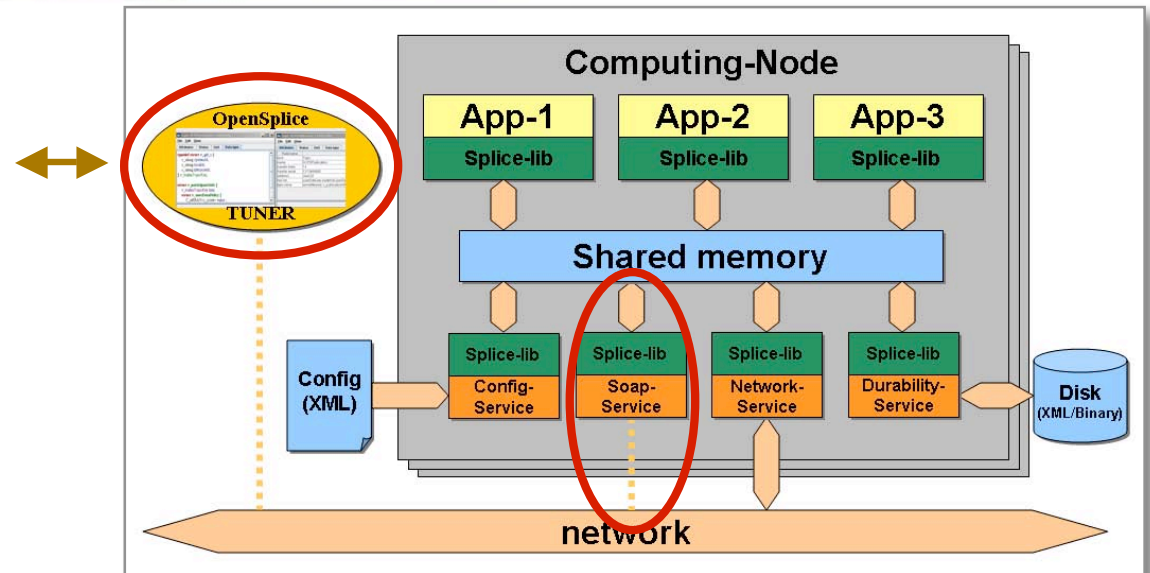 Computing-Node
OpenSplice
TUNER
App-1
App-2
App-3
Splice-lib
Splice-lib
Splice-lib
Shared memory
Splice-lib
Splice-lib
Splice-lib
Splice-lib
Config-
Service
Soap-
Service
Network-
Service
Durability-
Service
Config
(XML)
Disk
(XML/Binary)
network